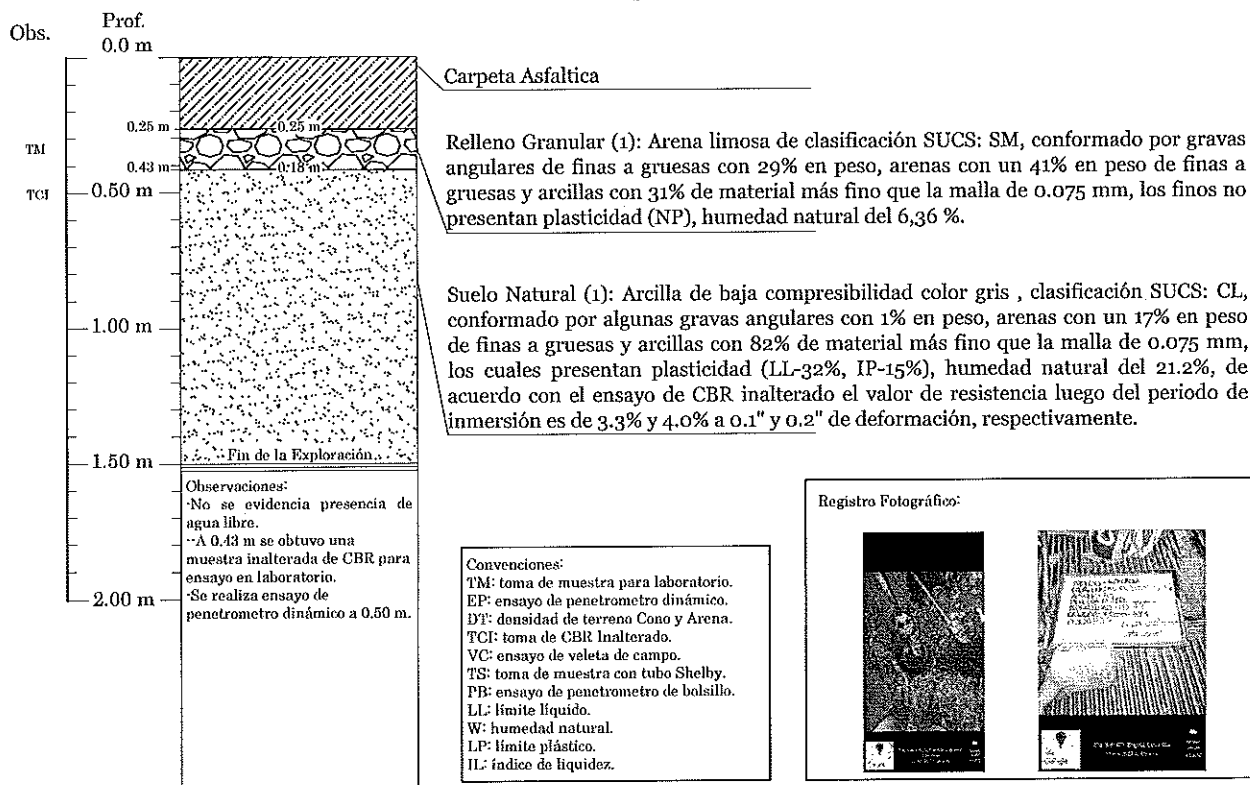 Obs.
Prof.
0.0 m
Carpeta Asfaltica
0.25 m
0.25 m
TM
0.43 m
0.18 m
TCI
0.50 m
Relleno Granular (1): Arena limosa de clasificación SUCS: SM, conformado por gravas
angulares de finas a gruesas con 29% en peso, arenas con un 41% en peso de finas a
gruesas y arcillas con 31% de material más fino que la malla de 0.075 mm, los finos no
presentan plasticidad (NP), humedad natural del 6,36 %.
Suelo Natural (1): Arcilla de baja compresibilidad color gris , clasificación SUCS: CL,
conformado por algunas gravas angulares con 1% en peso, arenas con un 17% en peso
de finas a gruesas y arcillas con 82% de material más fino que la malla de 0.075 mm,
los cuales presentan plasticidad (LL-32%, IP-15%), humedad natural del 21.2%, de
acuerdo con el ensayo de CBR inalterado el valor de resistencia luego del periodo de
inmersión es de 3.3% y 4.0% a 0.1" y 0.2" de deformación, respectivamente.
1.00 m
1.50 m
Fin de la Exploración
2.00 m
Observaciones:
-No se evidencia presencia de
agua libre.
--A 0.43 m se obtuvo una
muestra inalterada de CBR para
ensayo en laboratorio.
-Se realiza ensayo de
penetrometro dinámico a 0.50 m.
Convenciones:
TM: toma de muestra para laboratorio.
EP: ensayo de penetrometro dinámico.
DT: densidad de terreno Cono y Arena.
TCI: toma de CBR Inalterado.
VC: ensayo de veleta de campo.
TS: toma de muestra con tubo Shelby.
PB: ensayo de penetrometro de bolsillo.
LL: límite líquido.
W: humedad natural.
LP: límite plástico.
IL: índice de liquidez.
Registro Fotográfico: